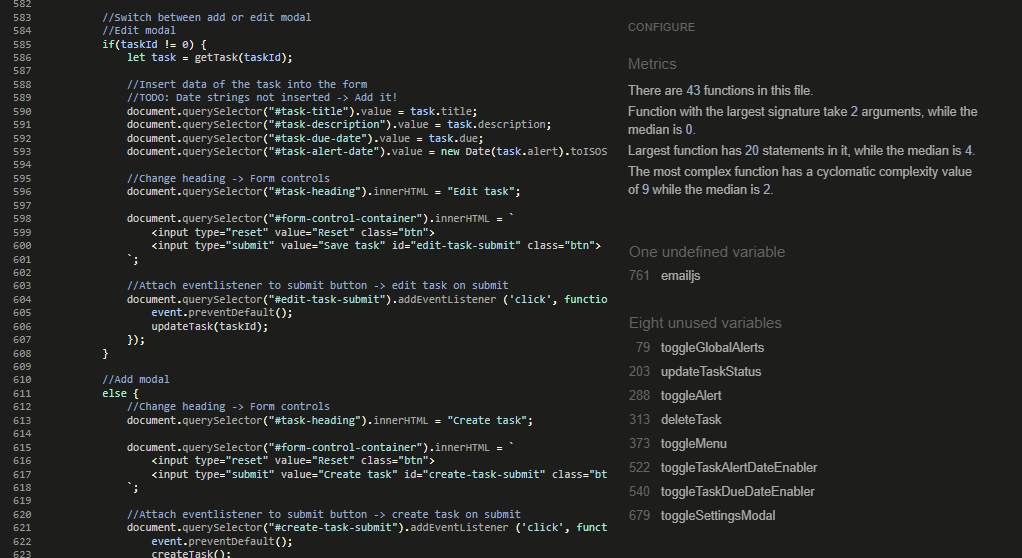 582
583 //Switch between add or edit modal
584 //Edit modal
585 if(taskId != 0) {
586 let task = getTask(taskId);
587
588 //Insert data of the task into the form
589 //TODO: Date strings not inserted -> Add it!
590 document.querySelector("#task-title").value = task.title;
591 document.querySelector("#task-description").value = task.description;
592 document.querySelector("#task-due-date").value = task.due;
593 document.querySelector("#task-alert-date").value = new Date(task.alert).toISOS
594
595 //Change heading -> Form controls
596 document.querySelector("#task-heading").innerHTML = "Edit task";
597
598 document.querySelector("#form-control-container").innerHTML = `
599 <input type="reset" value="Reset" class="btn">
600 <input type="submit" value="Save task" id="edit-task-submit" class="btn">
601 `;
602
603 //Attach eventlistener to submit button -> edit task on submit
604 document.querySelector("#edit-task-submit").addEventListener ('click', functio
605 event.preventDefault();
606 updateTask(taskId);
607 });
608 }
609
610 //Add modal
611 else {
612 //Change heading -> Form controls
613 document.querySelector("#task-heading").innerHTML = "Create task";
614
615 document.querySelector("#form-control-container").innerHTML = `
616 <input type="reset" value="Reset" class="btn">
617 <input type="submit" value="Create task" id="create-task-submit" class="bt
618 `;
619
620 //Attach eventlistener to submit button -> create task on submit
621 document.querySelector("#create-task-submit").addEventListener ('click', funct
622 event.preventDefault();
623 createTask();
CONFIGURE
Metrics
There are 43 functions in this file.
Function with the largest signature take 2 arguments, while the
median is 0.
Largest function has 20 statements in it, while the median is 4.
The most complex function has a cyclomatic complexity value
of 9 while the median is 2.
One undefined variable
761 emailjs
Eight unused variables
79 toggleGlobalAlerts
203 updateTaskStatus
288 toggleAlert
313 deleteTask
373 toggleMenu
522 toggleTaskAlertDateEnabler
540 toggleTaskDueDateEnabler
679 toggleSettingsModal